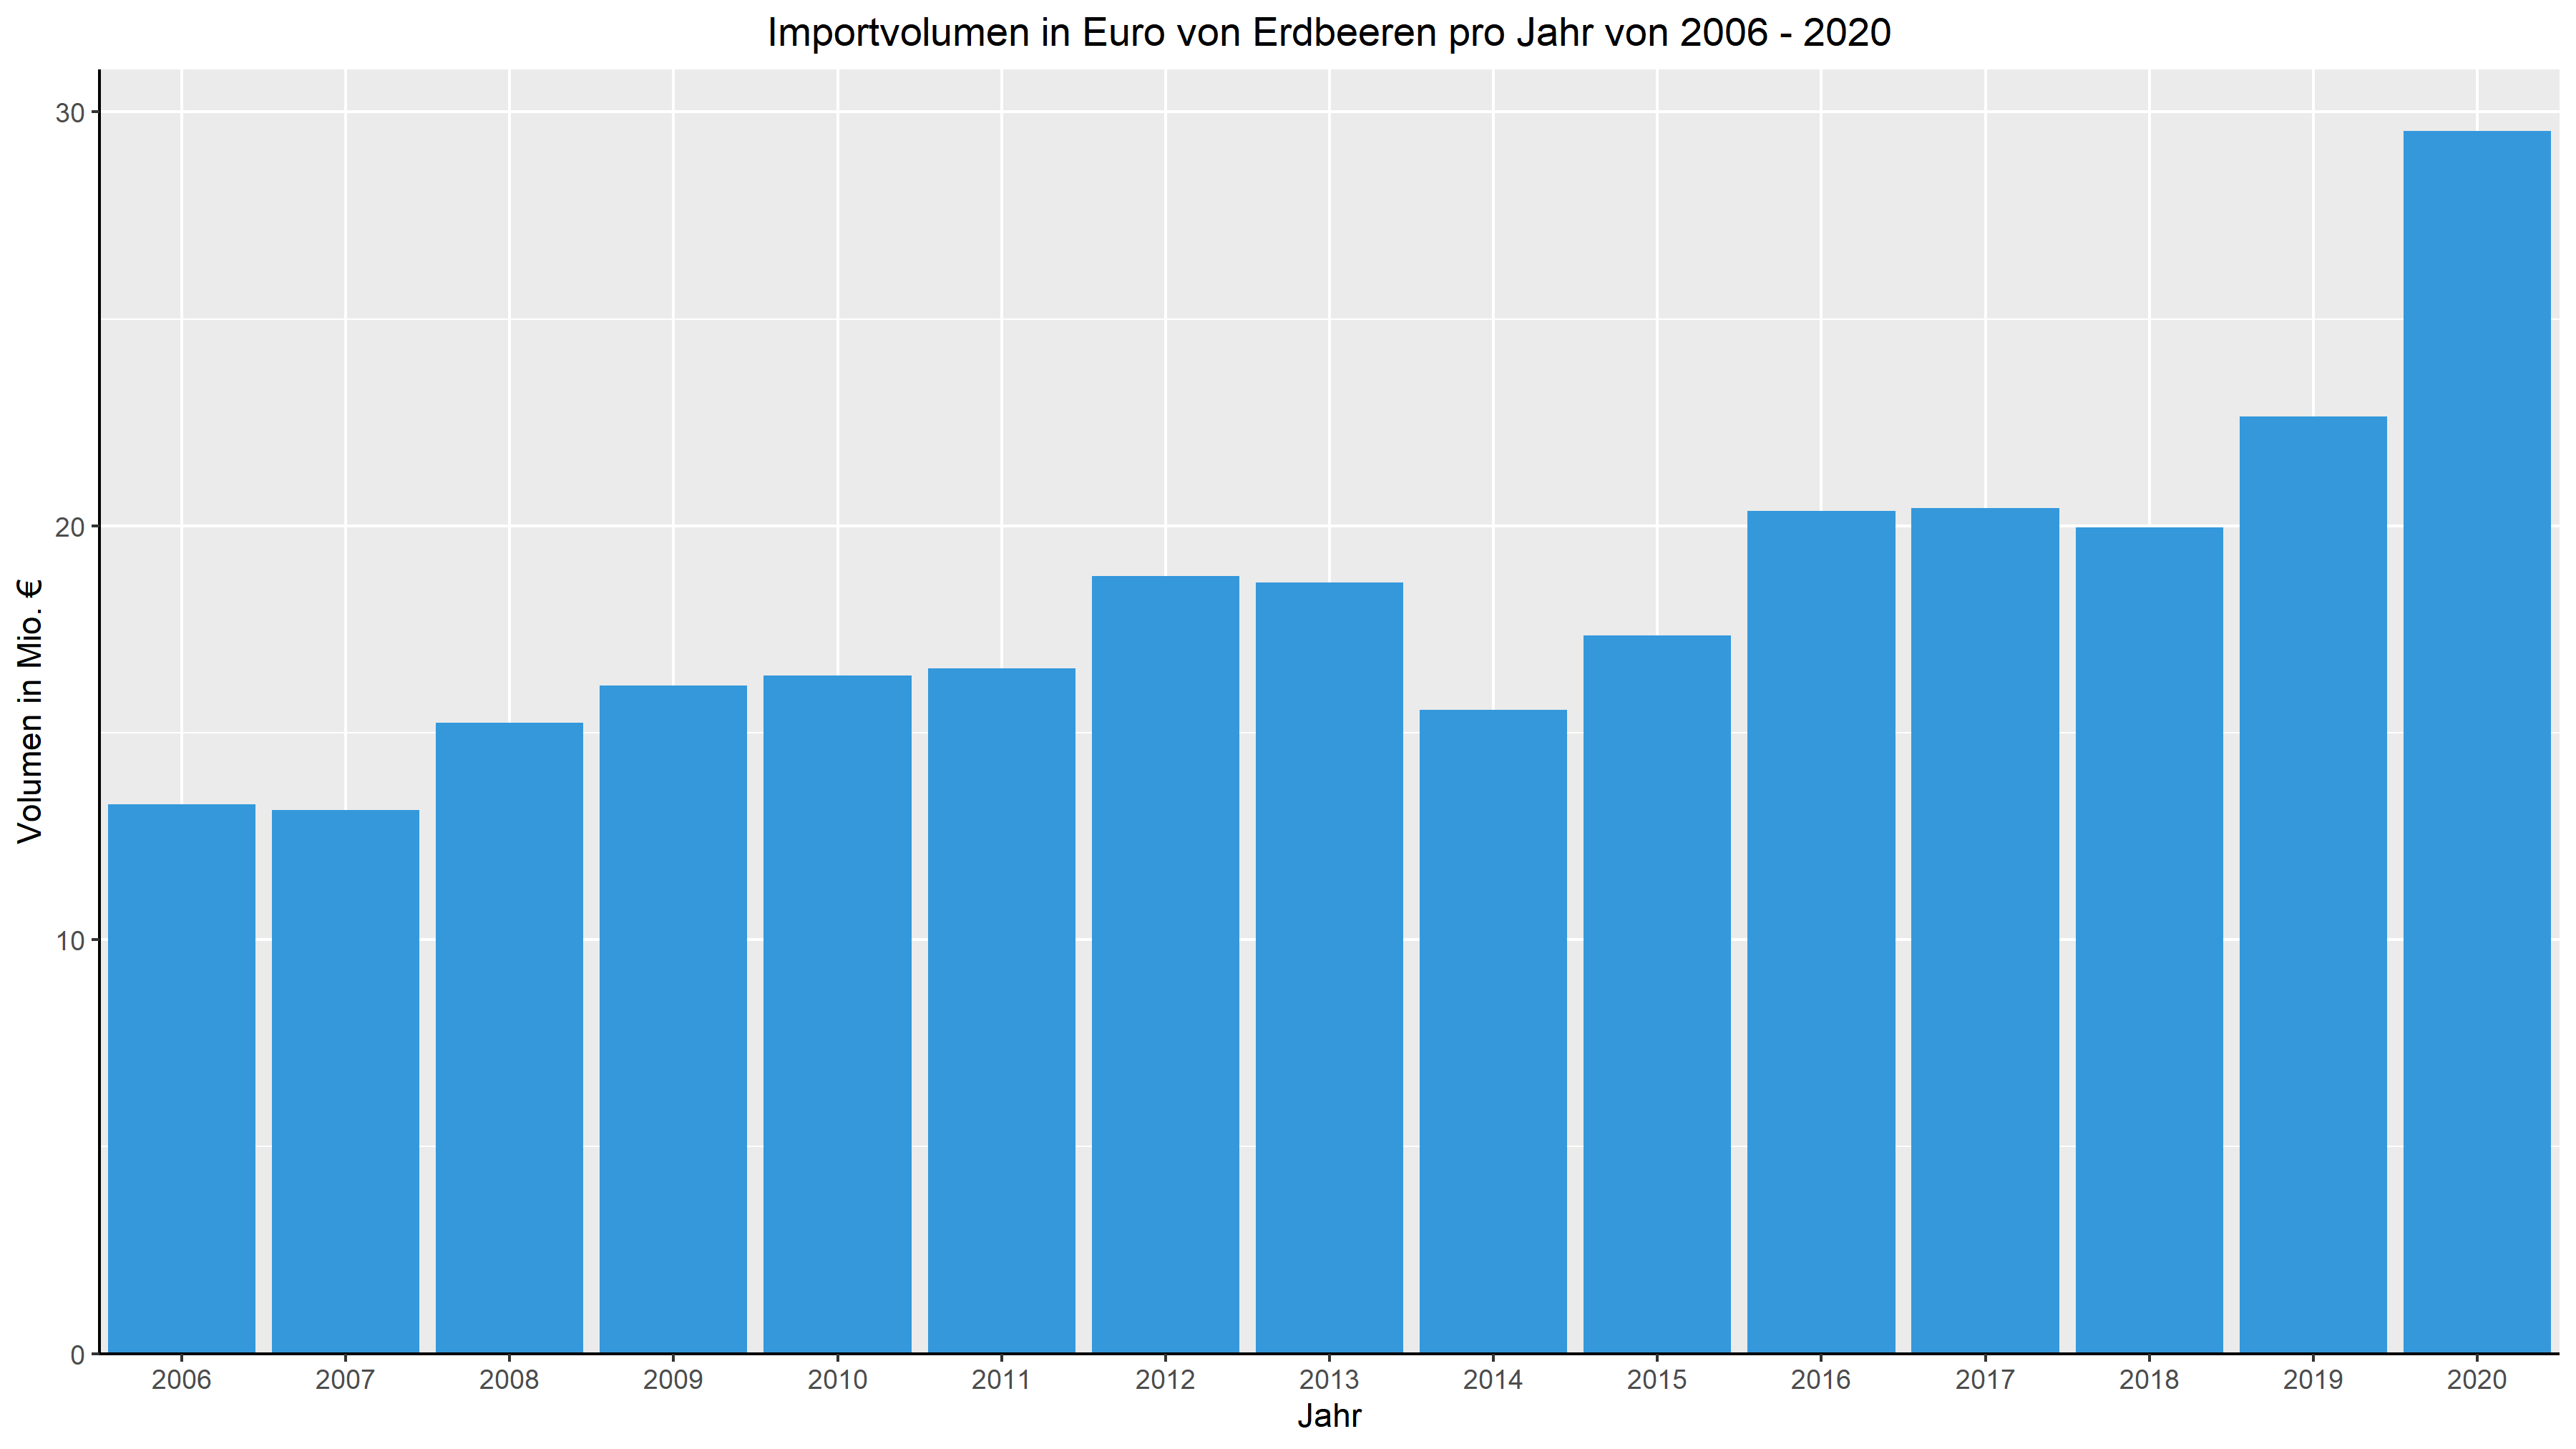 Importvolumen in Euro von Erdbeeren pro Jahr von 2006 - 2020
Volumen in Mio. €
30
20
10
0
2006 2007 2008 2009 2010 2011 2012 2013 2014 2015 2016 2017 2018 2019 2020
Jahr